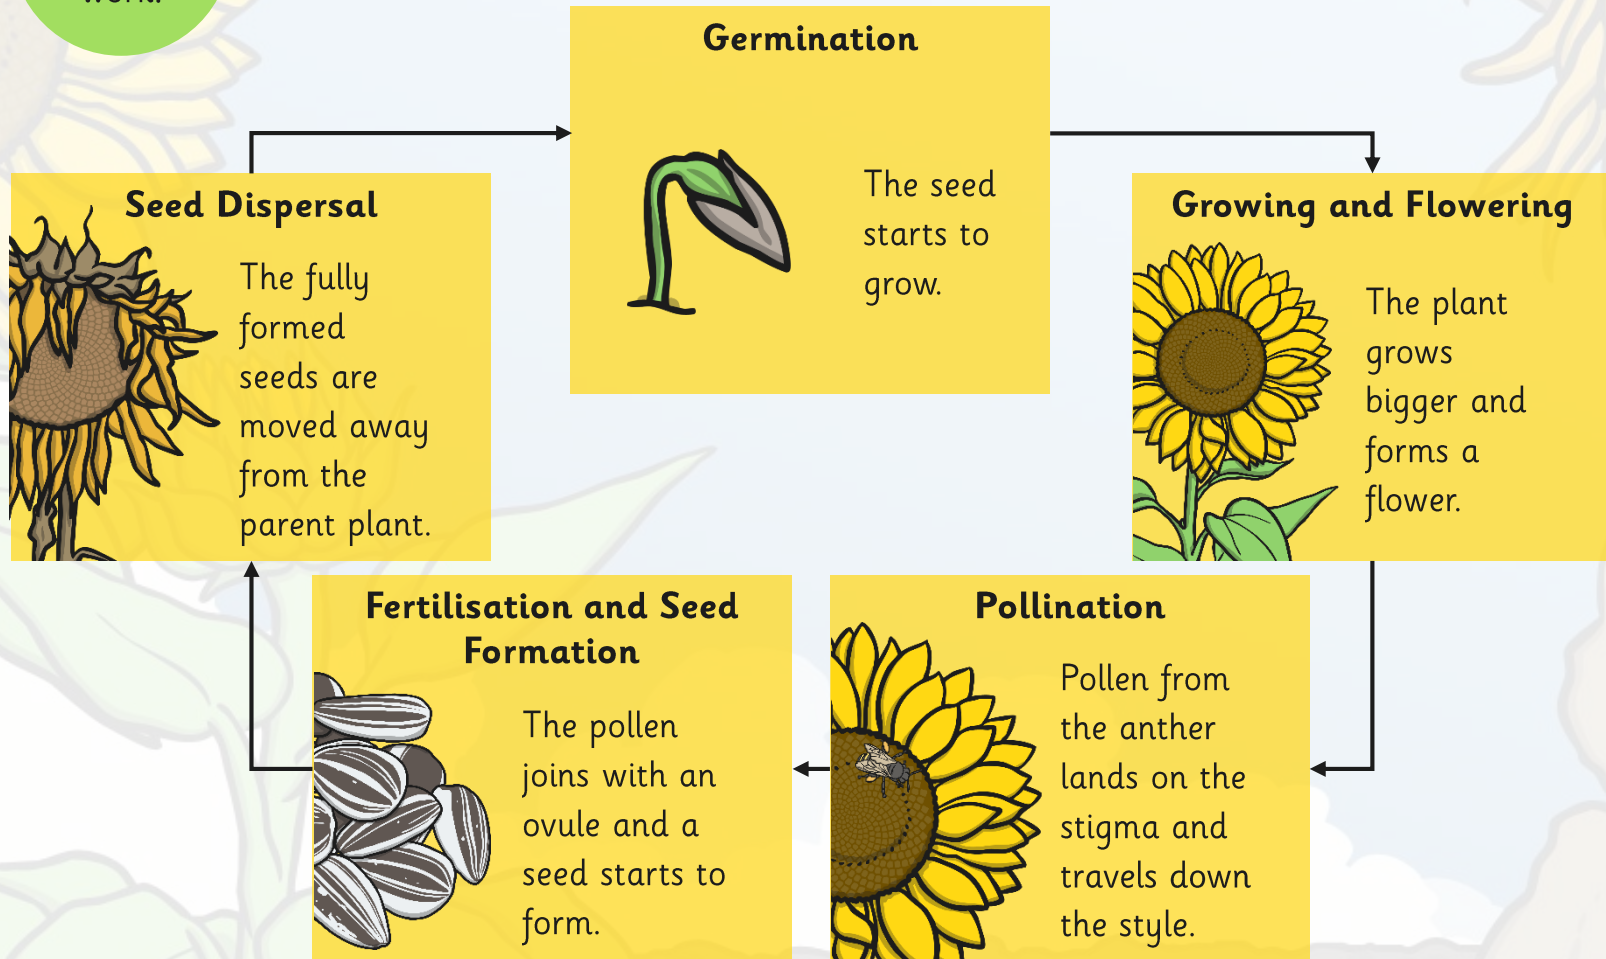 work.
Germination
The seed
starts to
grow.
Growing and Flowering
The plant
grows
bigger and
forms a
flower.
Pollination
Pollen from
the anther
lands on the
stigma and
travels down
the style.
Fertilisation and Seed
Formation
The pollen
joins with an
ovule and a
seed starts to
form.
Seed Dispersal
The fully
formed
seeds are
moved away
from the
parent plant.